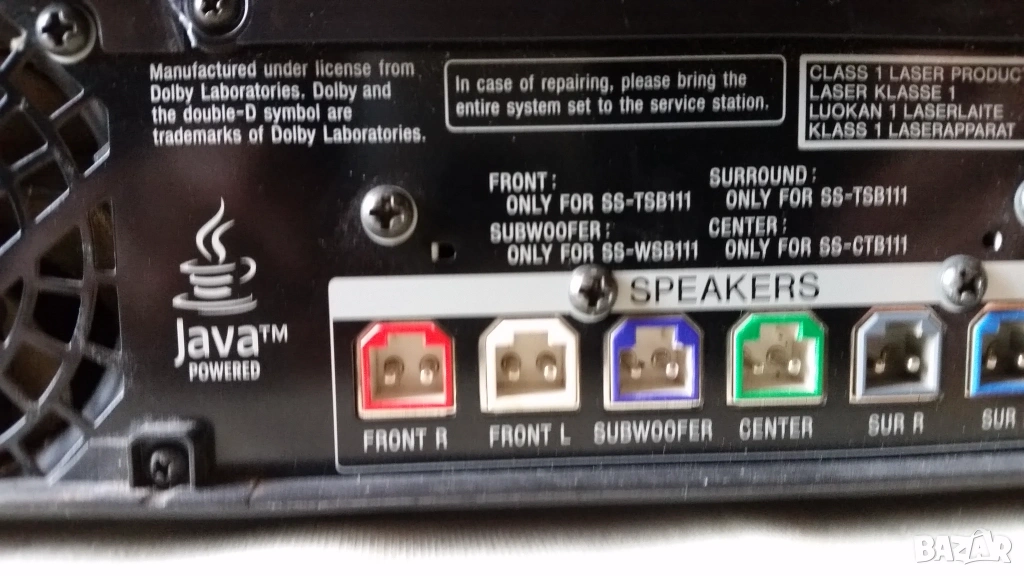 Manufactured under license from
Dolby Laboratories. Dolby and
the double-D symbol are
trademarks of Dolby Laboratories.
In case of repairing, please bring the
entire system set to the service station.
CLASS 1 LASER PRODUCT
LASER KLASSE 1
LUOKAN 1 LASERLAITE
KLASS 1 LASERAPPARAT
FRONT:
ONLY FOR SS-TSB111
SUBWOOFER:
ONLY FOR SS-WSB111
SURROUND:
ONLY FOR SS-TSB111
CENTER:
ONLY FOR SS-CTB111
Java™
POWERED
SPEAKERS
FRONT R
FRONT L
SUBWOOFER
CENTER
SUR R
SUR
BAZAR